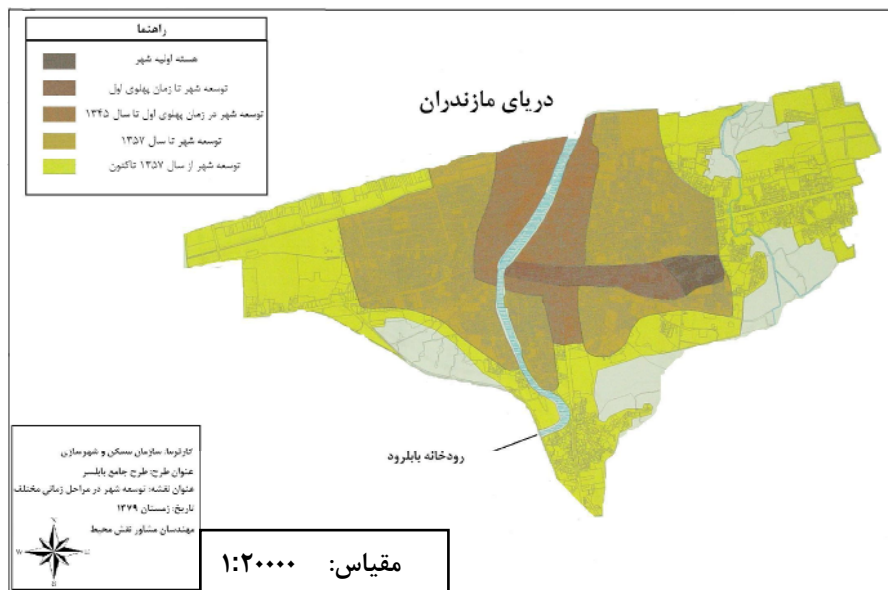 راهنما
هسته اولیه شهر
توسعه شهر تا زمان پهلوی اول
توسعه شهر در زمان پهلوی اول تا سال ۱۳۴۵
توسعه شهر تا سال ۱۳۵۷
توسعه شهر از سال ۱۳۵۷ تاکنون
دریای مازندران
رودخانه بابلرود
کارفرما: سازمان مسکن و شهرسازی
عنوان طرح: طرح جامع بابلسر
عنوان نقشه: توسعه شهر در مراحل زمانی مختلف
تاریخ: زمستان ۱۳۷۹
مهندسان مشاور نقش محیط
N
W
E
S
مقیاس: ۱:۲۰۰۰۰